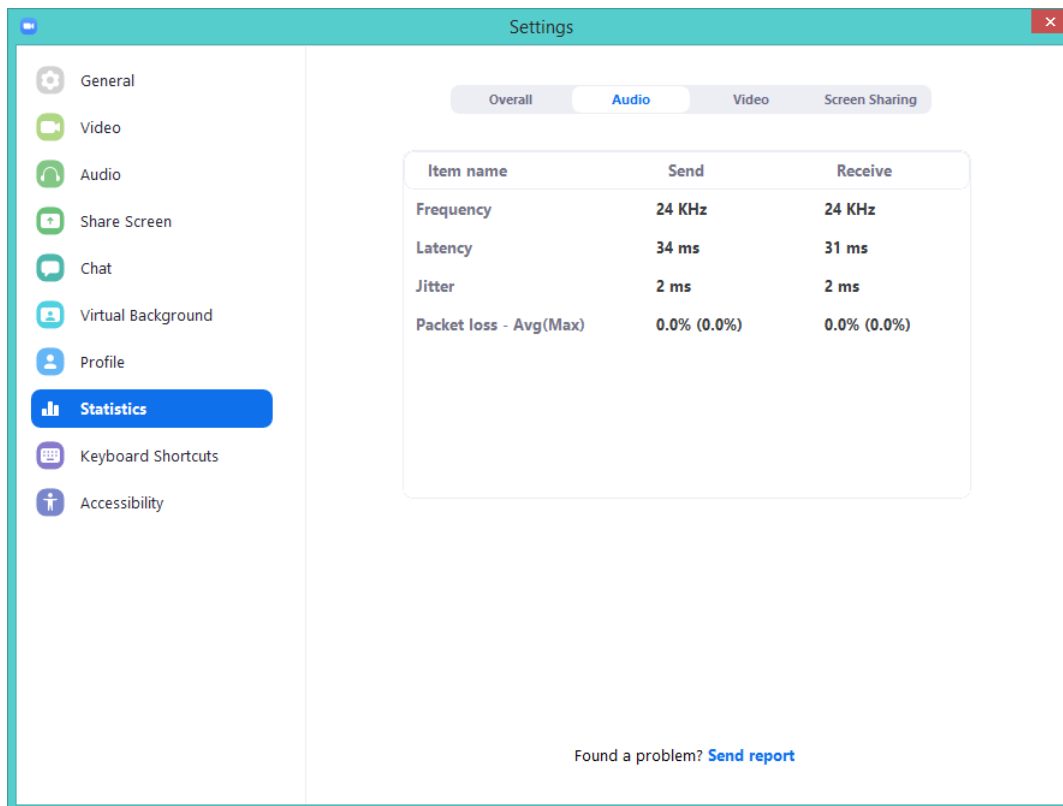 Settings
General
Video
Audio
Share Screen
Chat
Virtual Background
Profile
Statistics
Keyboard Shortcuts
Accessibility
Overall Audio Video Screen Sharing
Item name Send Receive
Frequency 24 KHz 24 KHz
Latency 34 ms 31 ms
Jitter 2 ms 2 ms
Packet loss - Avg(Max) 0.0% (0.0%) 0.0% (0.0%)
Found a problem? Send report